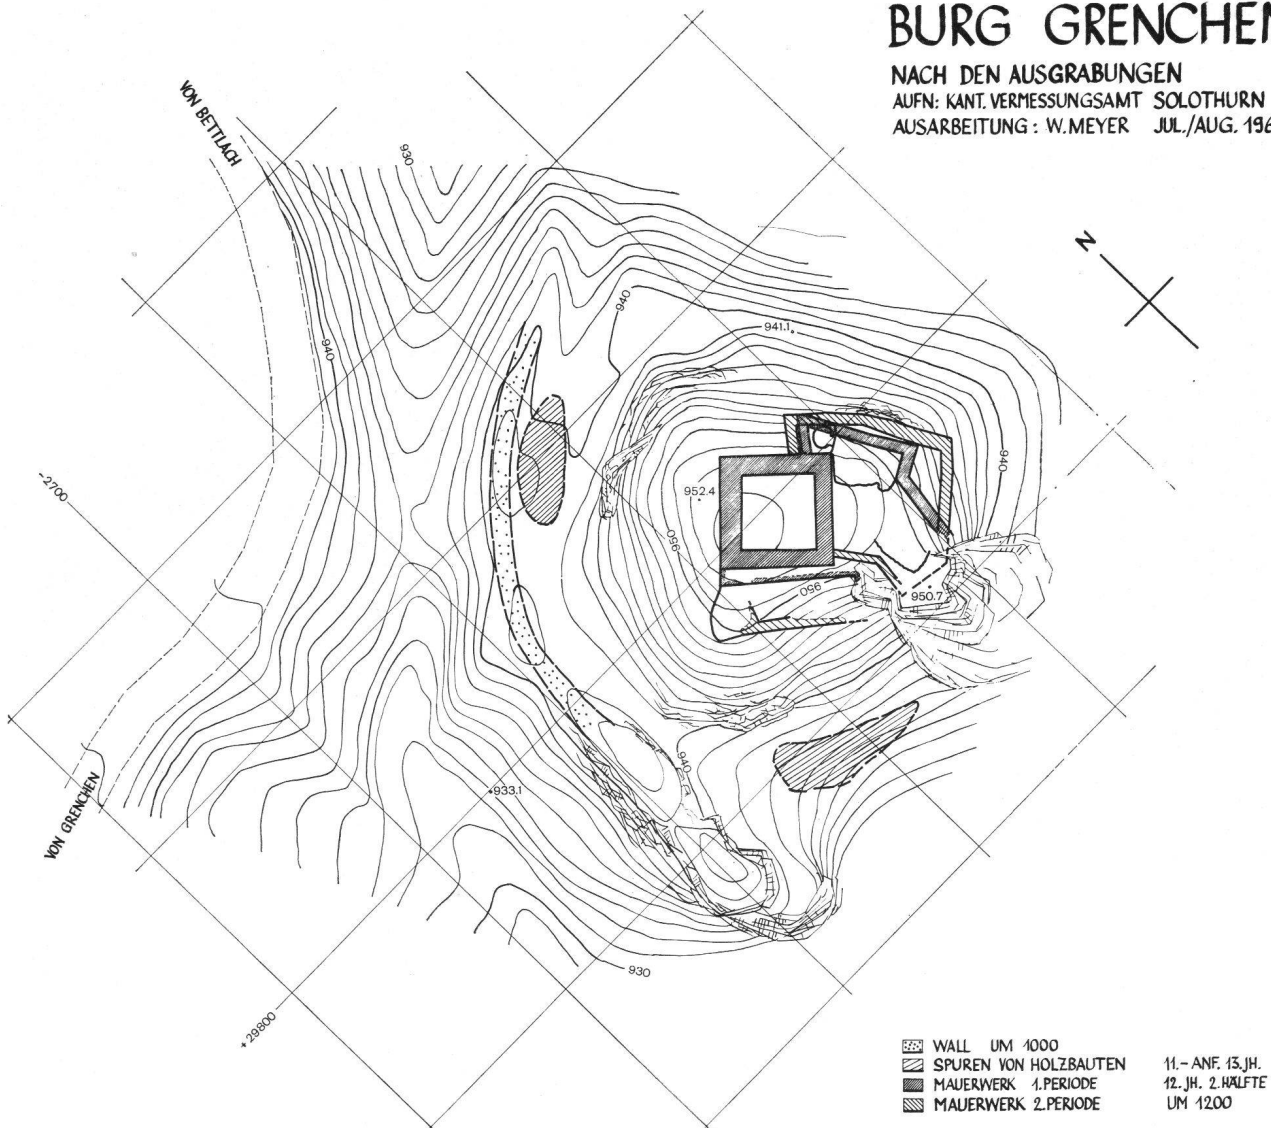 BURG GRENCHEN
NACH DEN AUSGRABUNGEN
AUFN: KANT. VERMESSUNGSAMT SOLOTHURN
AUSARBEITUNG: W. MEYER JUL./AUG. 196
VON BETTLACH
930
N
940
941.1
940
-2700
952.4
940
950
950
950.7
940
933.1
VON GRENCHEN
930
+29800
WALL UM 1000
SPUREN VON HOLZBAUTEN 11.-ANF. 13.JH.
MAUERWERK 1.PERIODE 12.JH. 2.HÄLFTE
MAUERWERK 2.PERIODE UM 1200